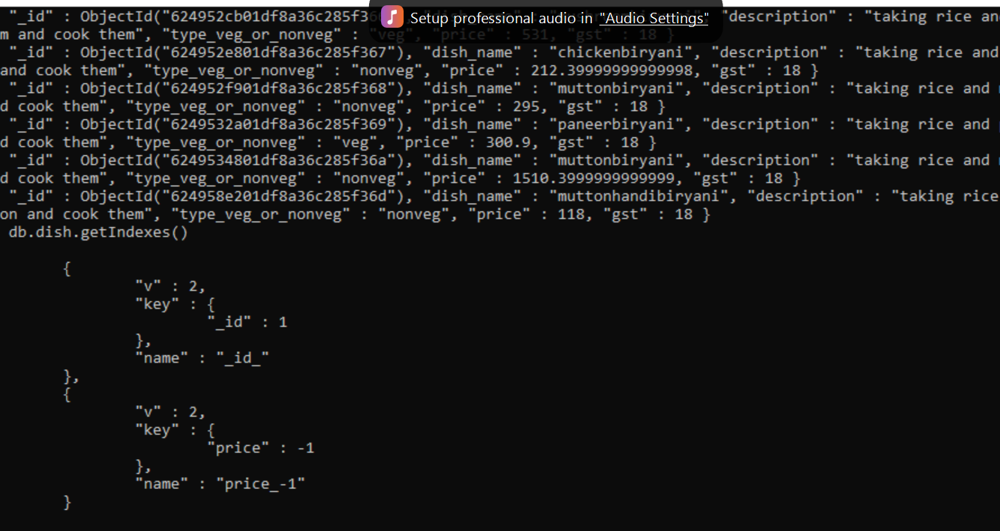 "_id" : ObjectId("624952cb01df8a36c285f36 "description" : "taking rice an
Setup professional audio in "Audio Settings"
m and cook them", "type_veg_or_nonveg" : "veg", "price" : 531, "gst" : 18 }
"_id" : ObjectId("624952e801df8a36c285f367"), "dish_name" : "chickenbiryani", "description" : "taking rice and
and cook them", "type_veg_or_nonveg" : "nonveg", "price" : 212.39999999999998, "gst" : 18 }
"_id" : ObjectId("624952f901df8a36c285f368"), "dish_name" : "muttonbiryani", "description" : "taking rice and
d cook them", "type_veg_or_nonveg" : "nonveg", "price" : 295, "gst" : 18 }
"_id" : ObjectId("6249532a01df8a36c285f369"), "dish_name" : "paneerbiryani", "description" : "taking rice and
d cook them", "type_veg_or_nonveg" : "veg", "price" : 300.9, "gst" : 18 }
"_id" : ObjectId("6249534801df8a36c285f36a"), "dish_name" : "muttonbiryani", "description" : "taking rice and
d cook them", "type_veg_or_nonveg" : "nonveg", "price" : 1510.3999999999999, "gst" : 18 }
"_id" : ObjectId("624958e201df8a36c285f36d"), "dish_name" : "muttonhandibiryani", "description" : "taking rice
on and cook them", "type_veg_or_nonveg" : "nonveg", "price" : 118, "gst" : 18 }
db.dish.getIndexes()
{
"v" : 2,
"key" : {
"_id" : 1
},
"name" : "_id_"
},
{
"v" : 2,
"key" : {
"price" : -1
},
"name" : "price_-1"
}